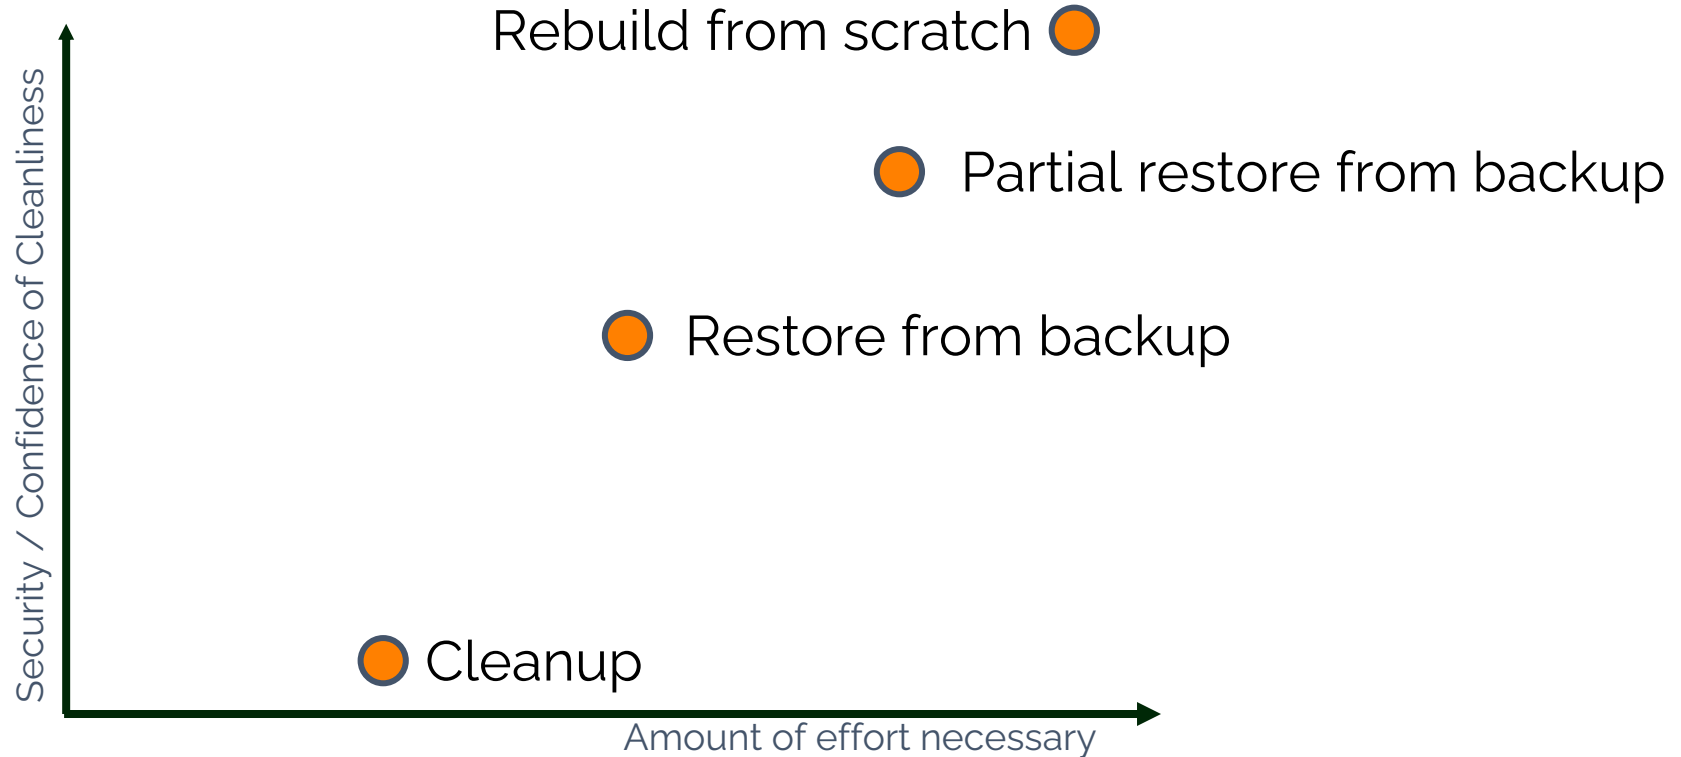 Rebuild from scratch
Partial restore from backup
Restore from backup
Cleanup
Security / Confidence of Cleanliness
Amount of effort necessary